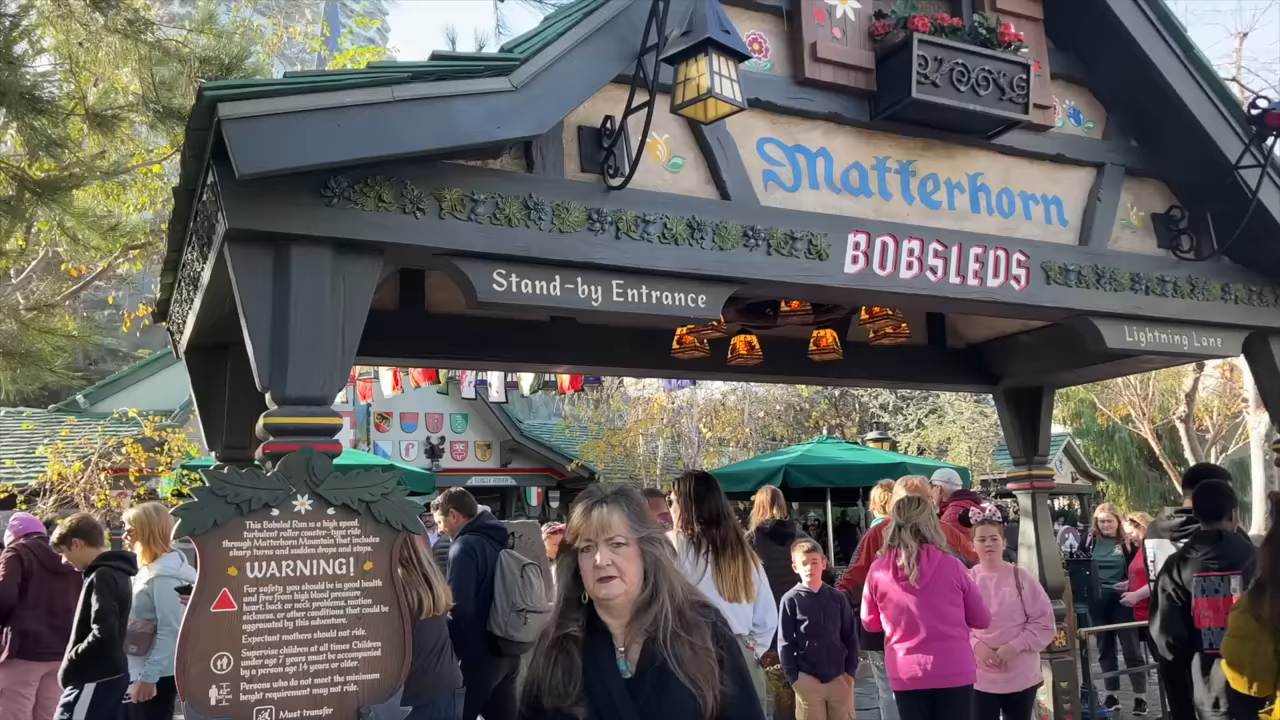 Matterhorn
BOBSLEDS
Stand-by Entrance
Lightning Lane
This Bobsled Run is a high speed,
turbulent roller coaster-type ride
through Matterhorn Mountain that includes
sharp turns and sudden drops and stops.
WARNING!
For safety, you should be in good health
and free from high blood pressure,
heart, back or neck problems, motion
sickness, or other conditions that could be
aggravated by this adventure.
Expectant mothers should not ride.
Supervise children at all times. Children
under age 7 years must be accompanied
by a person age 14 years or older.
42"
Persons who do not meet the minimum
height requirement may not ride.
Must transfer